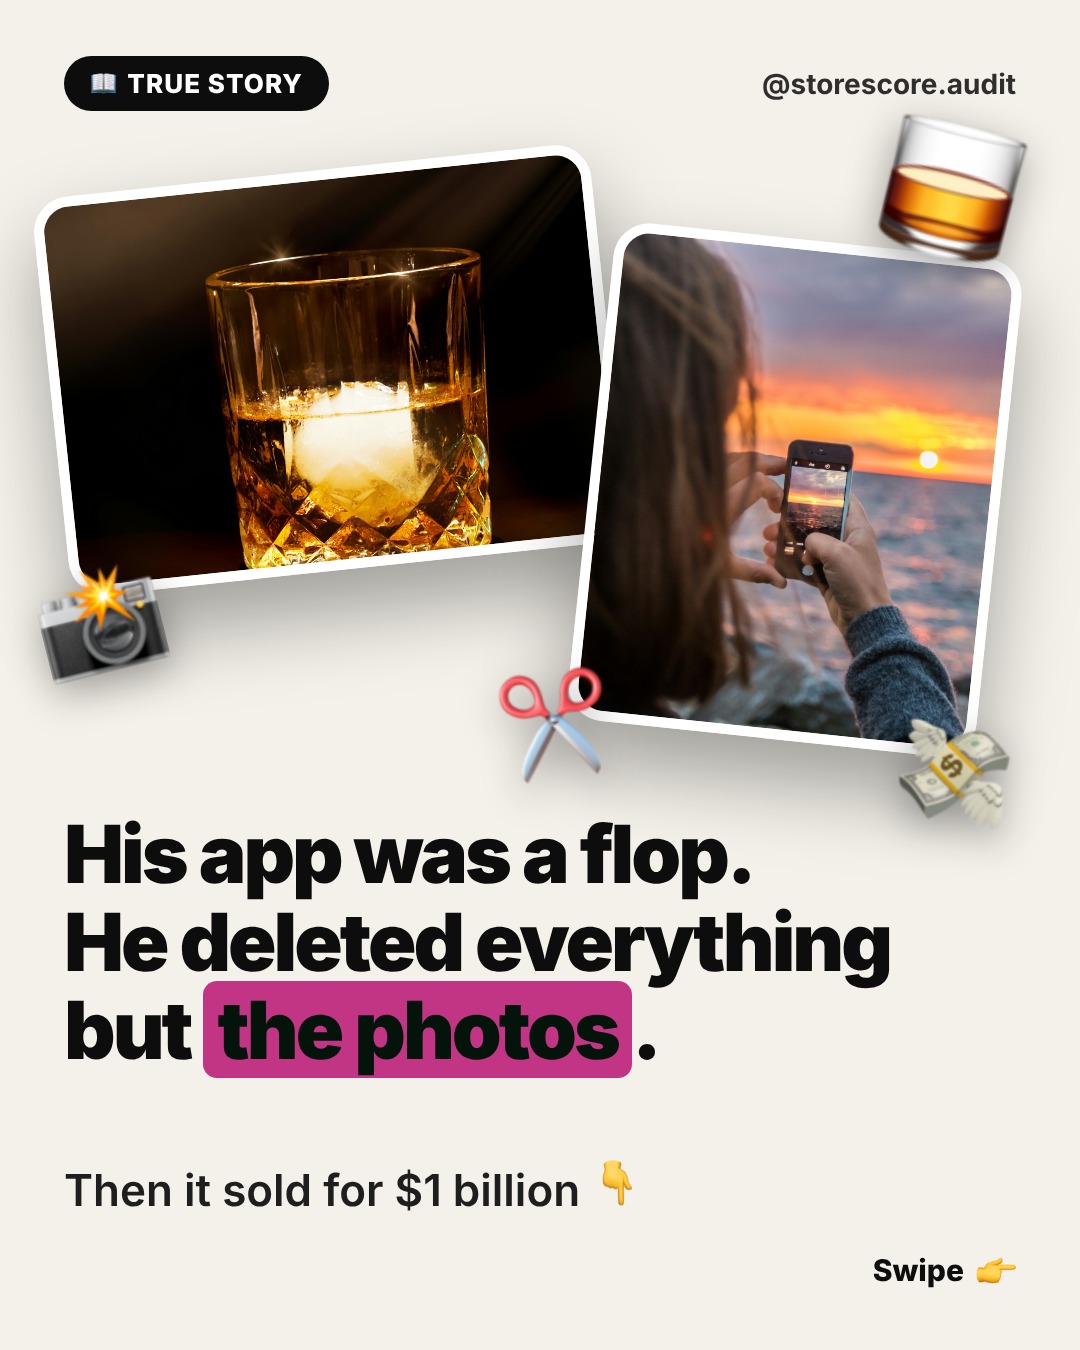 📖 TRUE STORY
@storescore.audit
His app was a flop.
He deleted everything
but the photos.
Then it sold for $1 billion 👇
Swipe 👉